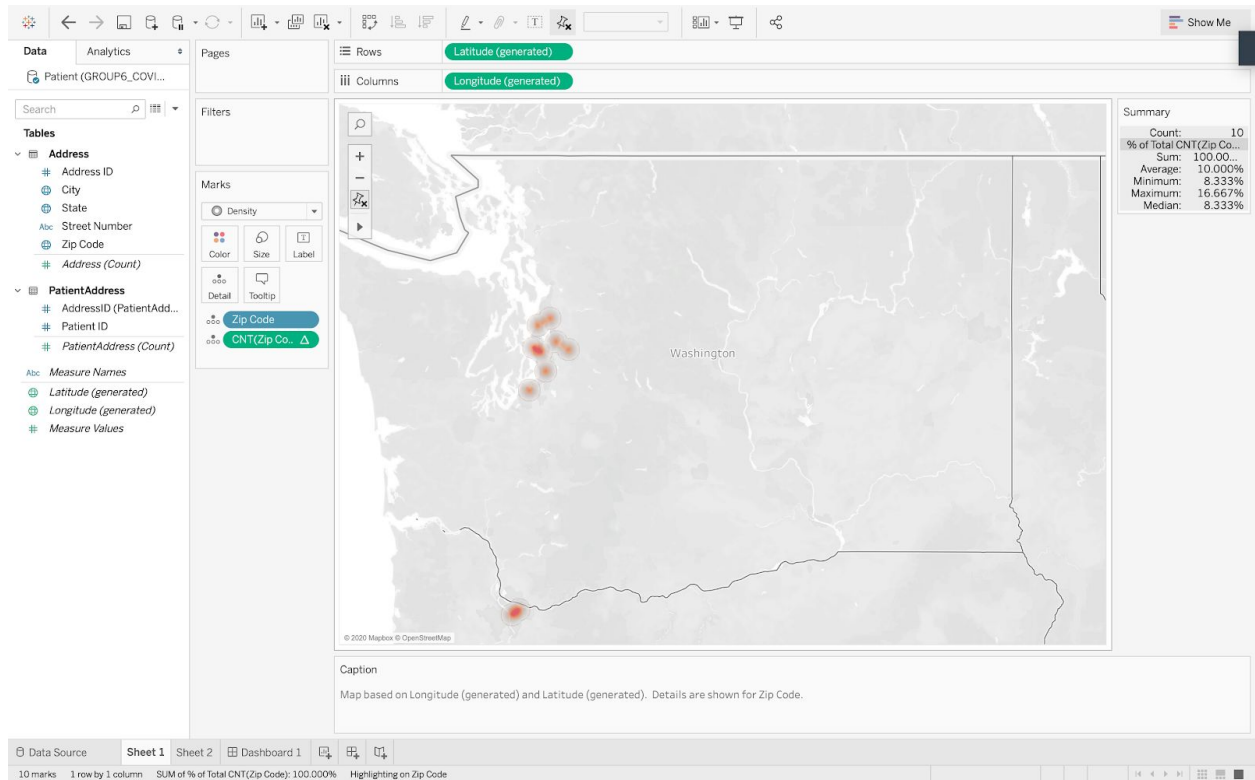 Show Me
Data
Analytics
Patient (GROUP6_COVI...
Search
Tables
Address
Address ID
City
State
Abc Street Number
Zip Code
Address (Count)
PatientAddress
AddressID (PatientAdd...
Patient ID
PatientAddress (Count)
Abc Measure Names
Latitude (generated)
Longitude (generated)
Measure Values
Pages
Filters
Marks
Density
Color
Size
Label
Detail
Tooltip
Zip Code
CNT(Zip Co.. Δ
Rows
Latitude (generated)
Columns
Longitude (generated)
Washington
© 2020 Mapbox © OpenStreetMap
Summary
Count: 10
% of Total CNT(Zip Co...
Sum: 100.00...
Average: 10.000%
Minimum: 8.333%
Maximum: 16.667%
Median: 8.333%
Caption
Map based on Longitude (generated) and Latitude (generated). Details are shown for Zip Code.
Data Source
Sheet 1
Sheet 2
Dashboard 1
10 marks 1 row by 1 column SUM of % of Total CNT(Zip Code): 100.000% Highlighting on Zip Code